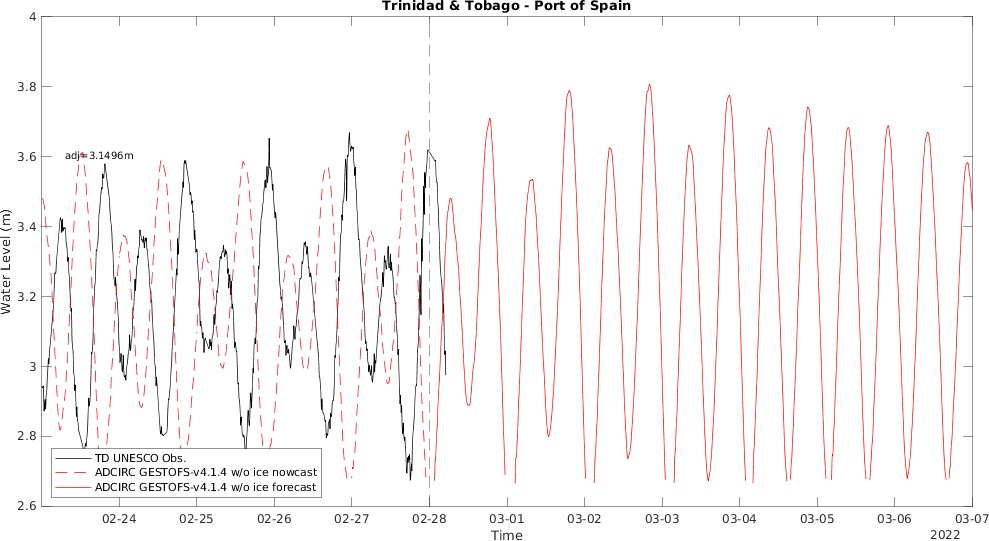 Trinidad & Tobago - Port of Spain
4
3.8
3.6
3.4
3.2
3
2.8
2.6
Water Level (m)
adj=3.1496m
TD UNESCO Obs.
ADCIRC GESTOFS-v4.1.4 w/o ice nowcast
ADCIRC GESTOFS-v4.1.4 w/o ice forecast
02-24 02-25 02-26 02-27 02-28 03-01 03-02 03-03 03-04 03-05 03-06 03-07
Time
2022